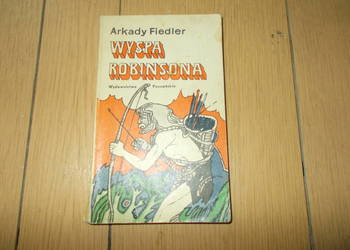 Arkady Fiedler
WYSPA
ROBINSONA
Wydawnictwo Poznańskie